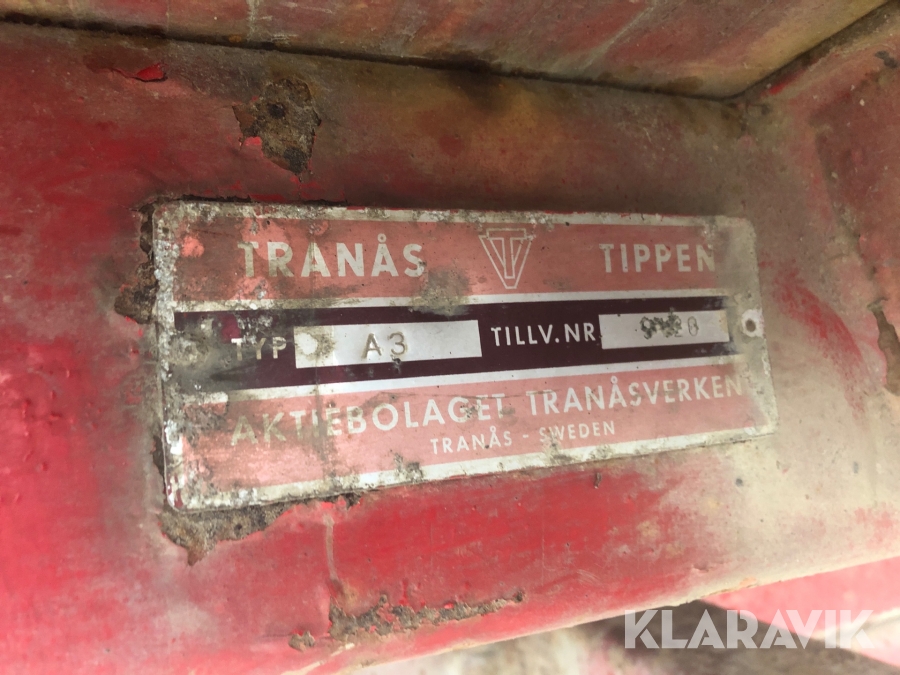 TRANÅS T TIPPEN
TYP A3 TILLV.NR.
AKTIEBOLAGET TRANÅSVERKEN
TRANÅS - SWEDEN
KLARAVIK